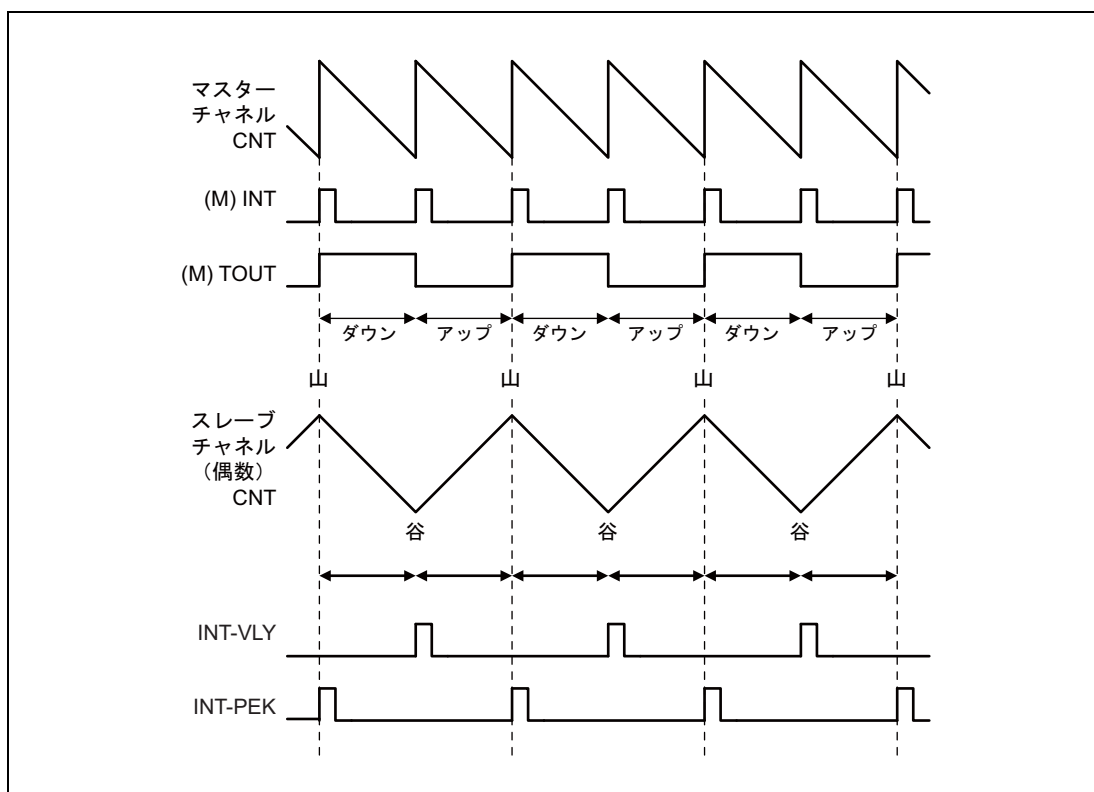 マスター
チャネル
CNT
(M) INT
(M) TOUT
ダウン アップ ダウン アップ ダウン アップ
山 山 山 山
スレーブ
チャネル
（偶数）
CNT
谷 谷 谷
INT-VLY
INT-PEK